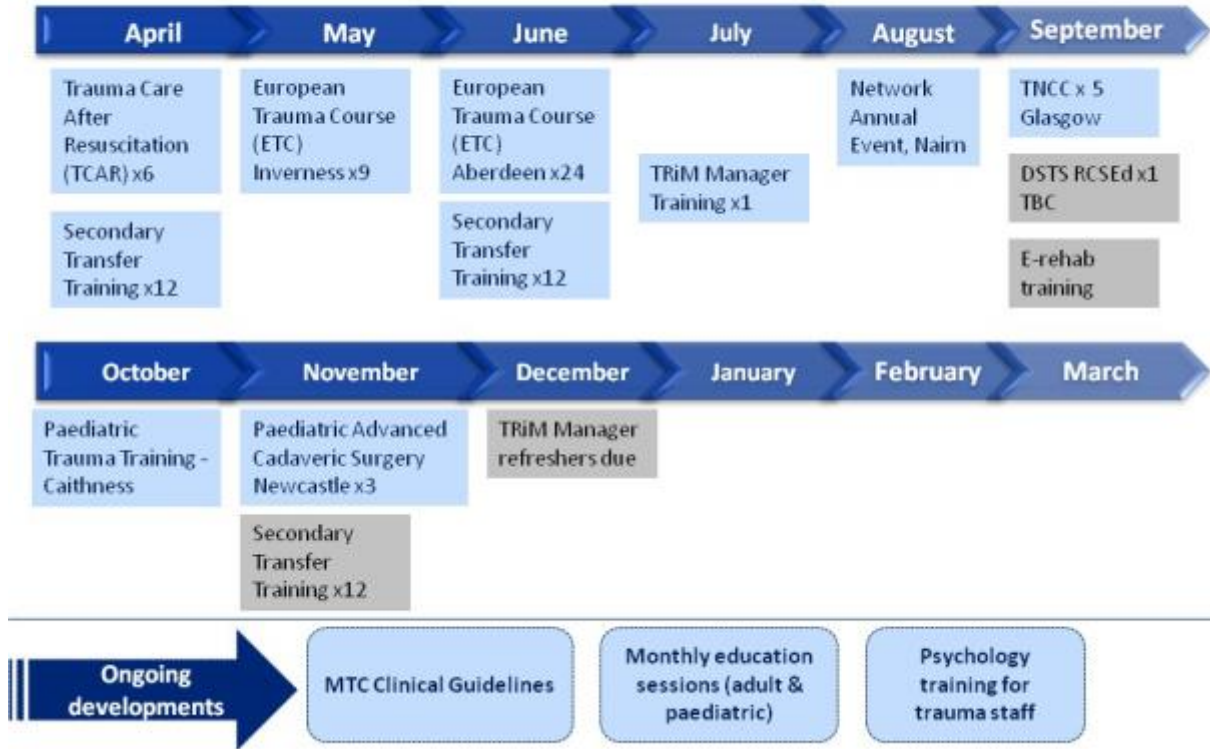 April
May
June
July
August
September
Trauma Care
After
Resuscitation
(TCAR) x6
Secondary
Transfer
Training x12
European
Trauma Course
(ETC)
Inverness x9
European
Trauma Course
(ETC)
Aberdeen x24
Secondary
Transfer
Training x12
TRiM Manager
Training x1
Network
Annual
Event, Nairn
TNCC x 5
Glasgow
DSTS RCSEd x1
TBC
E-rehab
training
October
November
December
January
February
March
Paediatric
Trauma Training -
Caithness
Paediatric Advanced
Cadaveric Surgery
Newcastle x3
Secondary
Transfer
Training x12
TRiM Manager
refreshers due
Ongoing
developments
MTC Clinical Guidelines
Monthly education
sessions (adult &
paediatric)
Psychology
training for
trauma staff